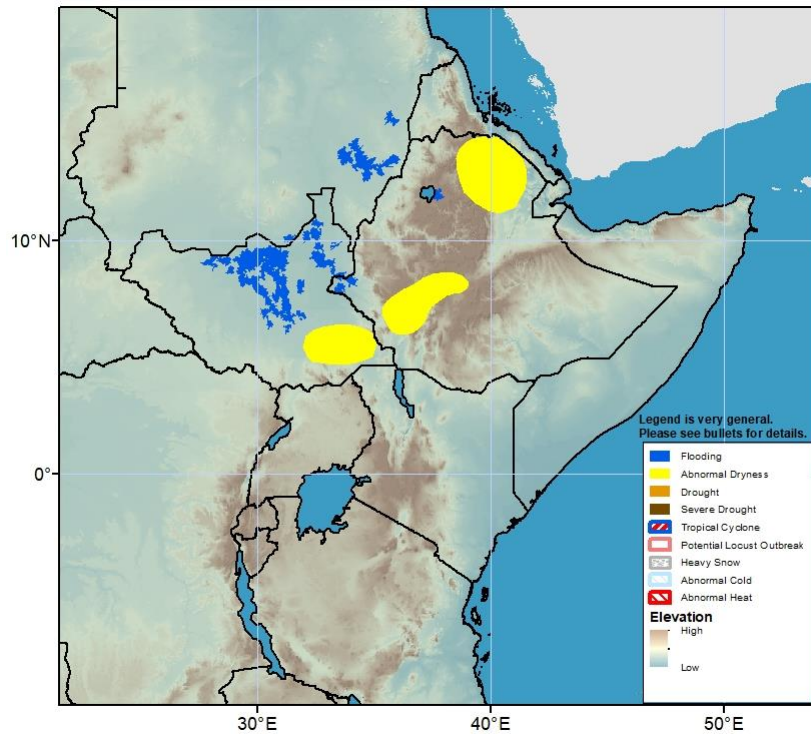 10°N
0°
30°E
40°E
50°E
Legend is very general.
Please see bullets for details.
Flooding
Abnormal Dryness
Drought
Severe Drought
Tropical Cyclone
Potential Locust Outbreak
Heavy Snow
Abnormal Cold
Abnormal Heat
Elevation
High
Low